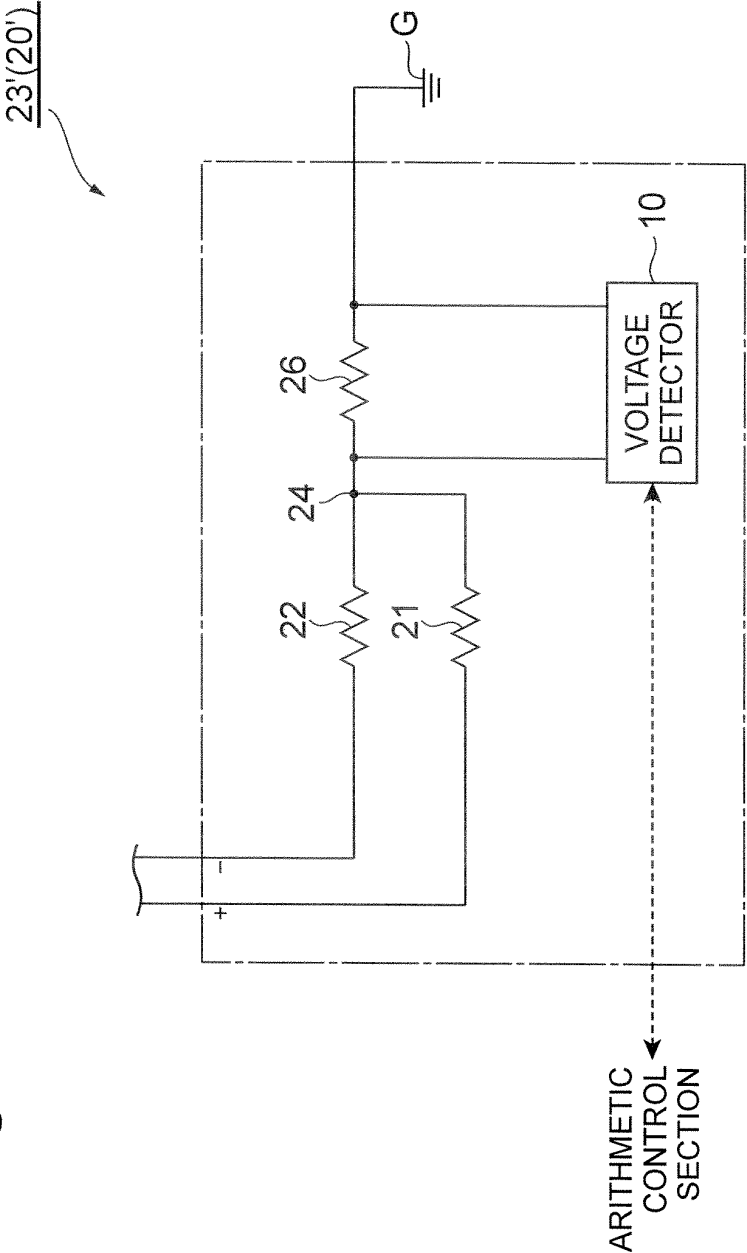 23'(20')
G
26
24
22
21
10
VOLTAGE
DETECTOR
−
+
ARITHMETIC
CONTROL
SECTION